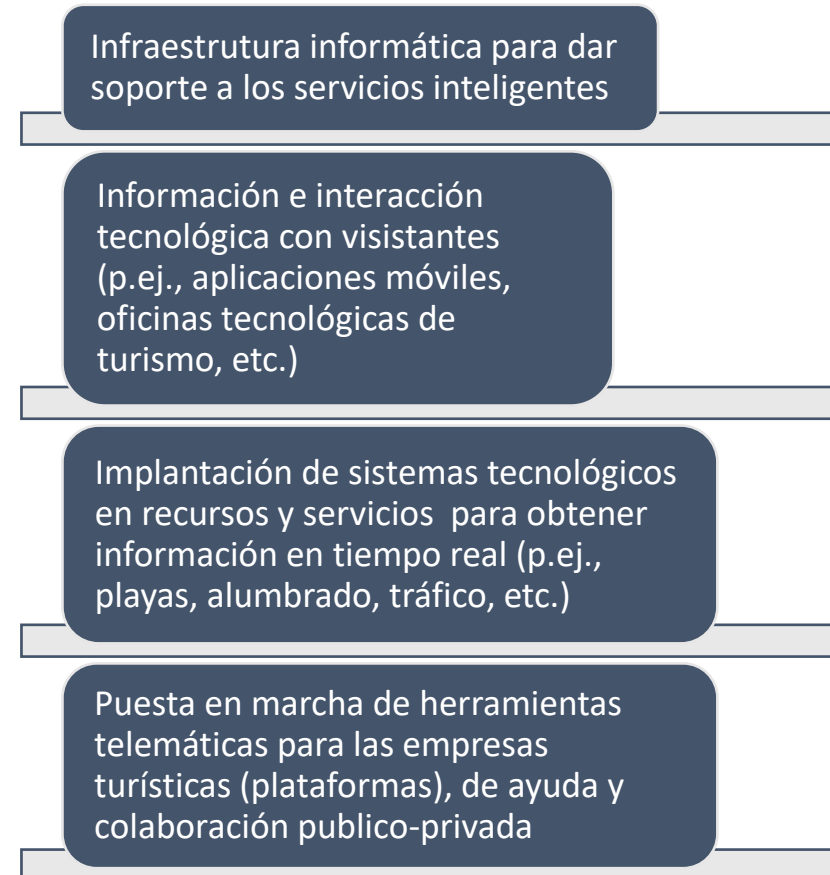 Infraestrutura informática para dar
soporte a los servicios inteligentes
Información e interacción
tecnológica con visistantes
(p.ej., aplicaciones móviles,
oficinas tecnológicas de
turismo, etc.)
Implantación de sistemas tecnológicos
en recursos y servicios  para obtener
información en tiempo real (p.ej.,
playas, alumbrado, tráfico, etc.)
Puesta en marcha de herramientas
telemáticas para las empresas
turísticas (plataformas), de ayuda y
colaboración publico-privada